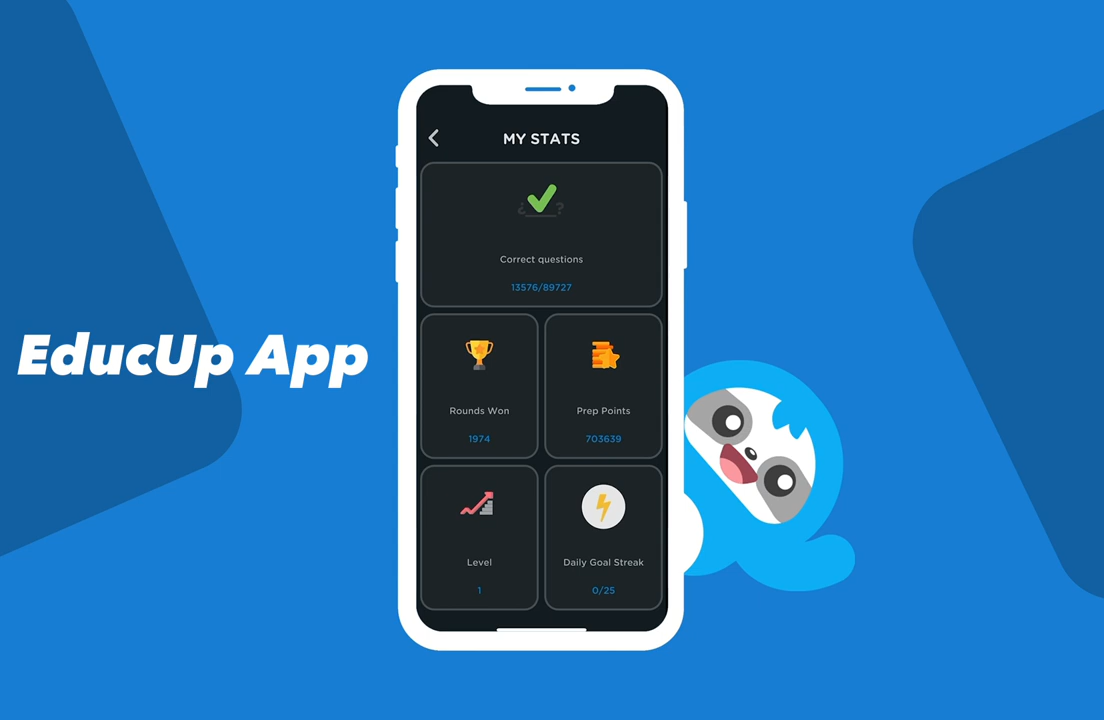 EducUp App
MY STATS
¿__?
Correct questions
13576/89727
Rounds Won
1974
Prep Points
703639
Level
1
Daily Goal Streak
0/25